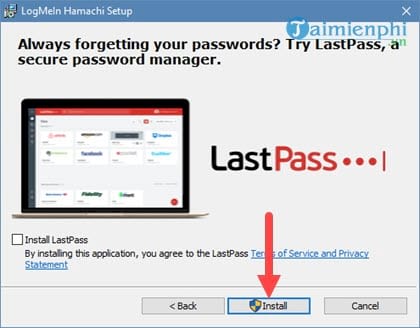 LogMeIn Hamachi Setup
Always forgetting your passwords? Try LastPass, a
secure password manager.
Taimienphi
.vn
airbnb
amazon.com
Dropbox
facebook
Fidelity
LastPass
Install LastPass
By installing this application, you agree to the LastPass Terms of Service and Privacy
Statement
< Back
Install
Cancel